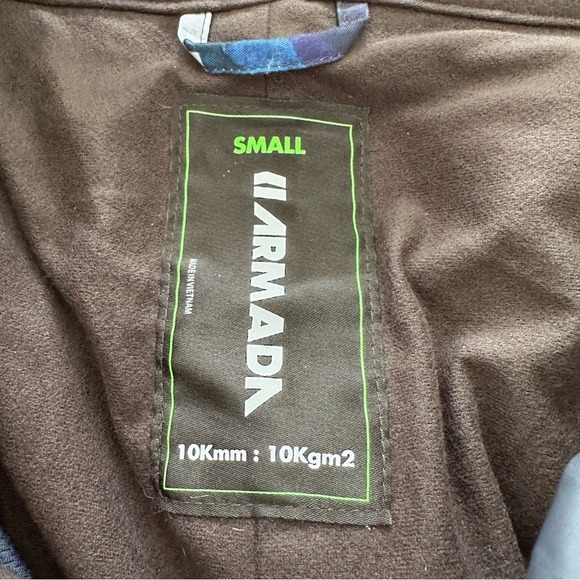 SMALL
ARMADA
MADE IN VIETNAM
10Kmm : 10Kgm2